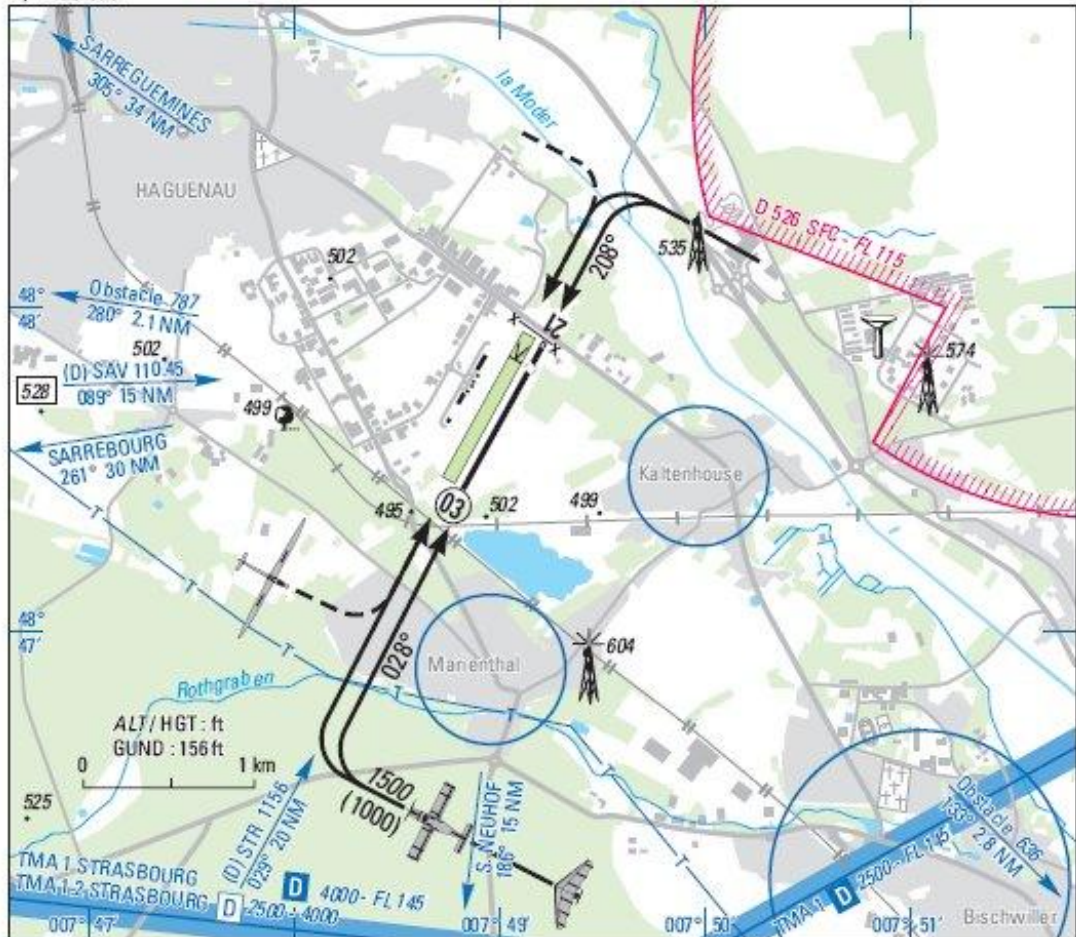 SARREGUEMINES
305° 34 NM
la Moder
HAGUENAU
502
535
D 526 SFC - FL 115
208°
48°
48'
Obstacle 787
280° 2.1 NM
502
(D) SAV 110.45
089° 15 NM
528
499
SARREBOURG
261° 30 NM
21
574
Kaltenhouse
03
495
502
499
T
T
48°
47'
028°
Marienthal
604
Rothgraben
T
T
T
T
ALT / HGT : ft
GUND : 156 ft
0 1 km
525
1500
(1000)
(D) STR 115.6
029° 20 NM
S. NEUHOF
186° 15 NM
Obstacle 636
133° 2.8 NM
TMA 1 STRASBOURG
D 4000 - FL 145
TMA 1.2 STRASBOURG D 2500 - 4000
TMA 1 D 2500 - FL 145
Bischwiller
007° 47'
007° 49'
007° 50'
007° 51'